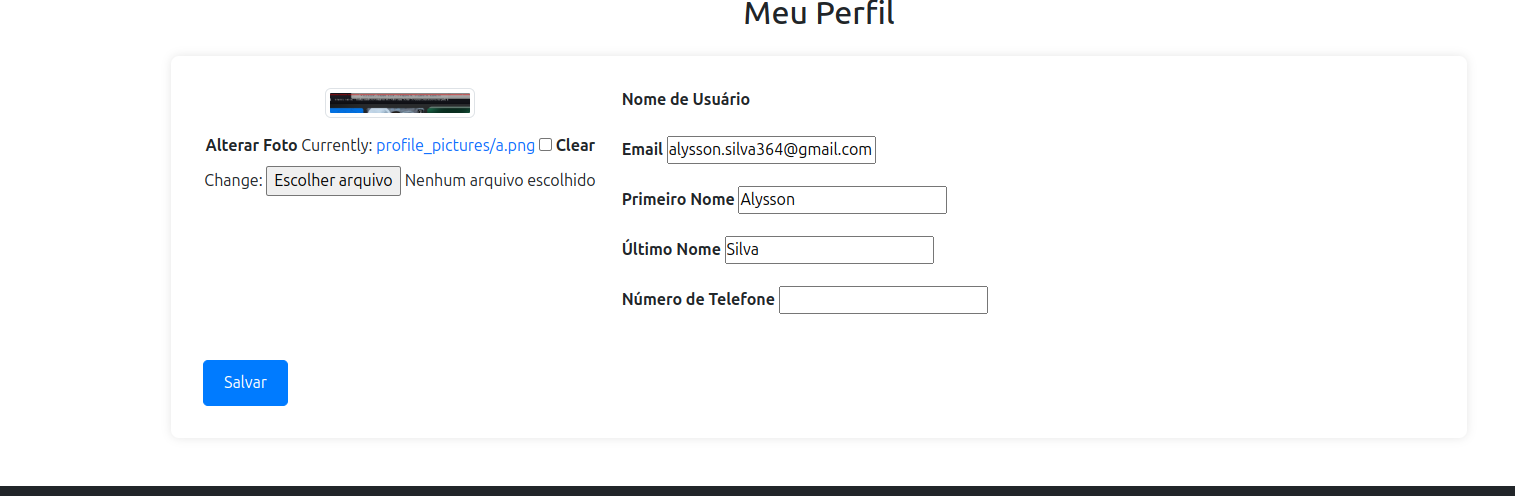 Meu Perfil
Alterar Foto Currently: profile_pictures/a.png Clear
Change: Escolher arquivo Nenhum arquivo escolhido
Nome de Usuário
Email alysson.silva364@gmail.com
Primeiro Nome Alysson
Último Nome Silva
Número de Telefone
Salvar